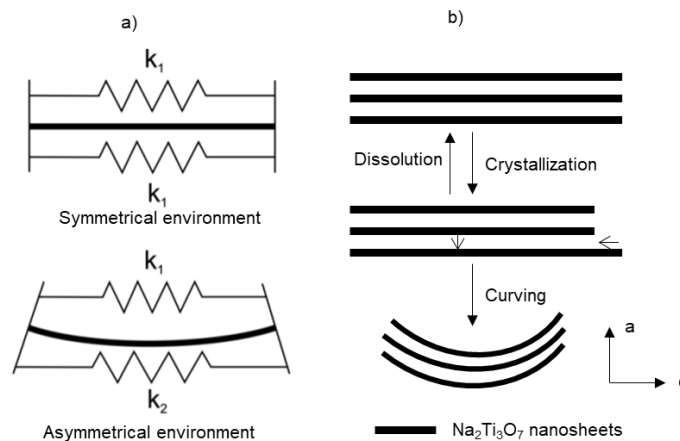 a)
k₁
k₁
Symmetrical environment
k₁
k₂
Asymmetrical environment
b)
Dissolution
Crystallization
Curving
a
Na₂Ti₃O₇ nanosheets